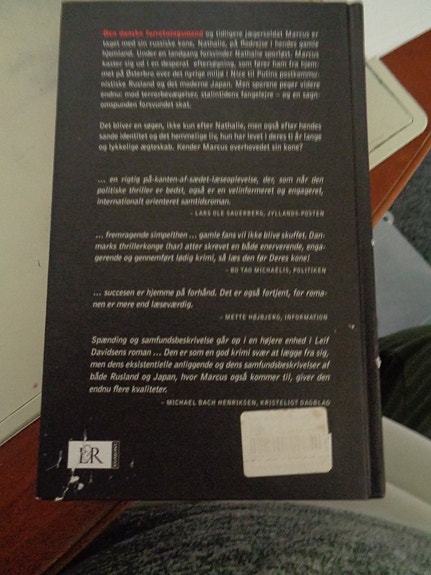 Den danske forretningsmand og tidligere jægersoldat Marcus er
taget med sin russiske kone, Nathalie, på flodrejse i hendes gamle
hjemland. Under en landgang forsvinder Nathalie sporløst. Marcus
kaster sig ud i en desperat eftersøgning, som fører ham fra hjem-
met på Østerbro over det nyrige miljø i Nice til Putins postkommu-
nistiske Rusland og det moderne Japan. Men sporene peger videre
endnu: mod terrorbevægelser, stalintidens fangelejre – og en sagn-
omspunden forsvundet skat.
Det bliver en søgen, ikke kun efter Nathalie, men også efter hendes
sande identitet og det hemmelige liv, hun har levet i deres ti år lange
og lykkelige ægteskab. Kender Marcus overhovedet sin kone?
... en rigtig på-kanten-af-sædet-læseoplevelse, der, som når den
politiske thriller er bedst, også er en velinformeret og engageret,
internationalt orienteret samtidsroman.
– LARS OLE SAUERBERG, JYLLANDS-POSTEN
... fremragende simpelthen ... gamle fans vil ikke blive skuffet. Dan-
marks thrillerkonge (har) atter skrevet en både enerverende, enga-
gerende og gennemført lødig krimi, så læs den før Deres kone!
– BO TAO MICHAËLIS, POLITIKEN
... succesen er hjemme på forhånd. Det er også fortjent, for roma-
nen er mere end læseværdig.
– METTE HØJBJERG, INFORMATION
Spænding og samfundsbeskrivelse går op i en højere enhed i Leif
Davidsens roman ... Den er som en god krimi svær at lægge fra sig,
men dens eksistentielle anliggende og dens samfundsbeskrivelser af
både Rusland og Japan, hvor Marcus også kommer til, giver den
endnu flere kvaliteter.
– MICHAEL BACH HENRIKSEN, KRISTELIGT DAGBLAD
L&R